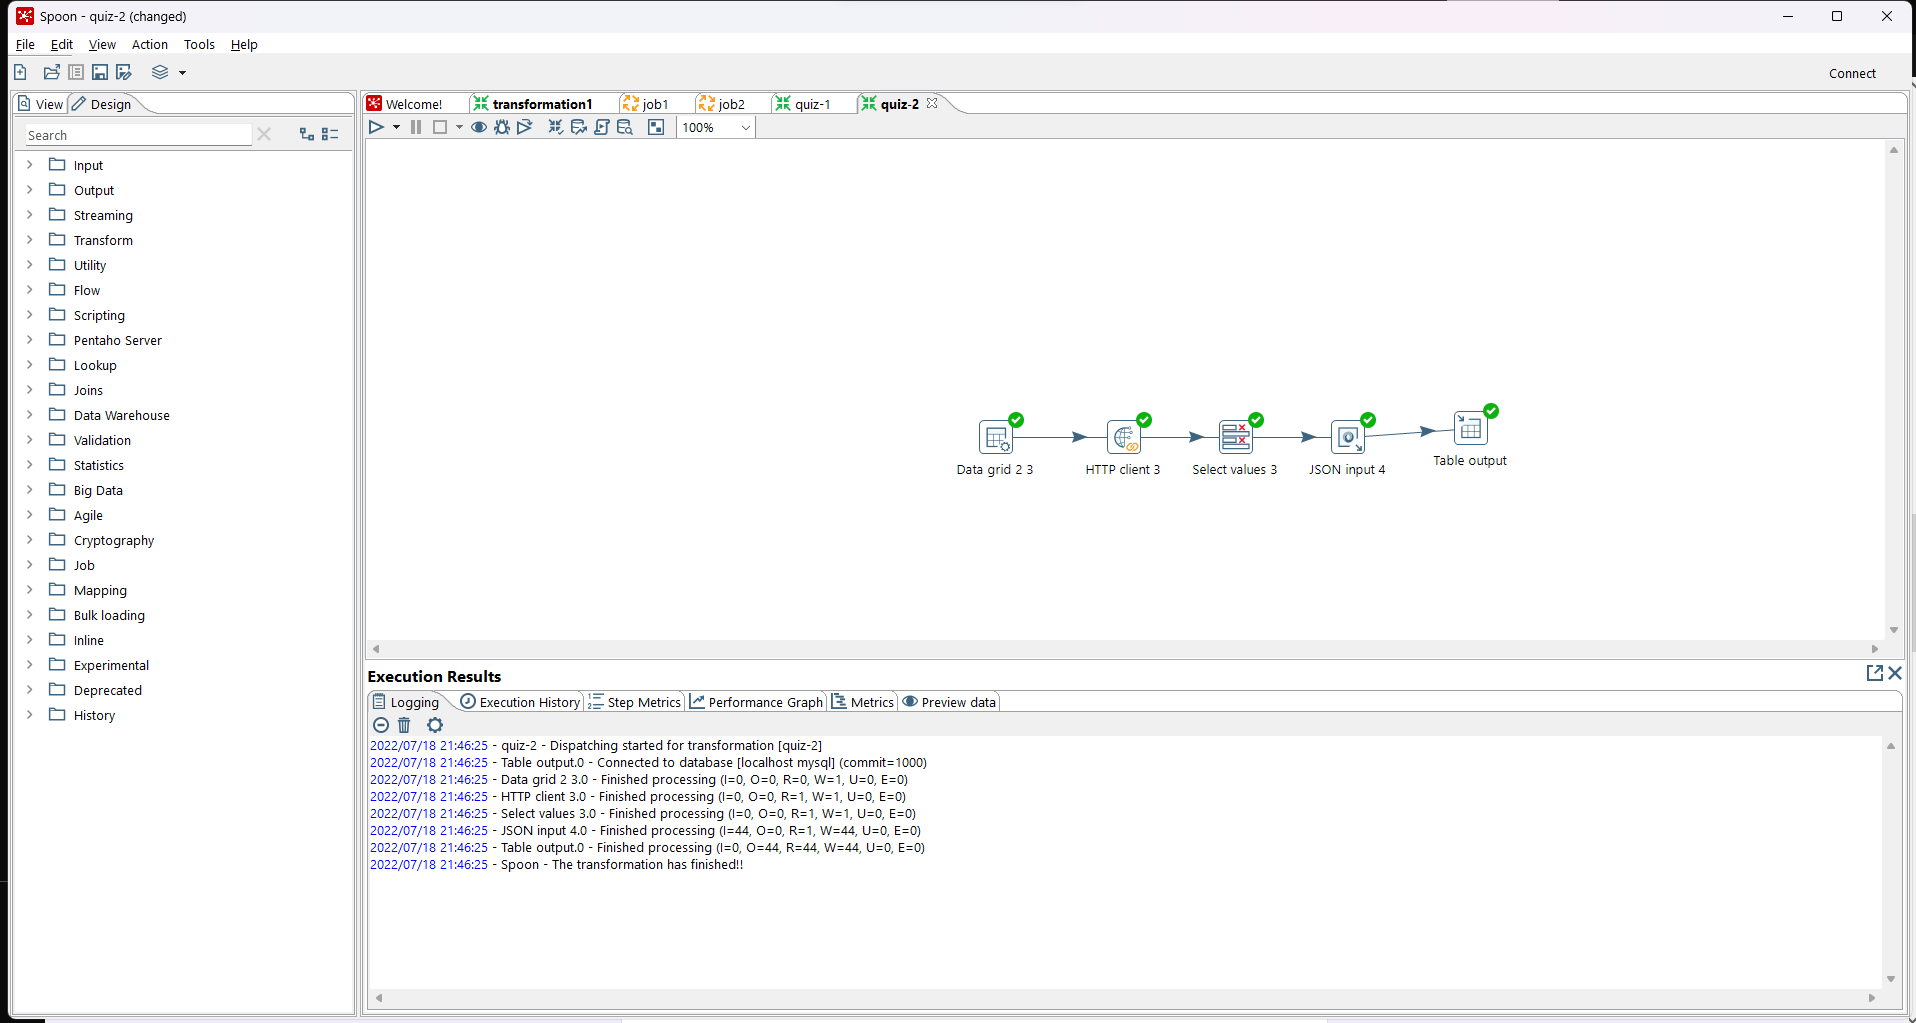 Spoon - quiz-2 (changed)
File Edit View Action Tools Help
Connect
View Design
Search
Input
Output
Streaming
Transform
Utility
Flow
Scripting
Pentaho Server
Lookup
Joins
Data Warehouse
Validation
Statistics
Big Data
Agile
Cryptography
Job
Mapping
Bulk loading
Inline
Experimental
Deprecated
History
Welcome! transformation1 job1 job2 quiz-1 quiz-2
100%
Data grid 2 3 HTTP client 3 Select values 3 JSON input 4 Table output
Execution Results
Logging Execution History Step Metrics Performance Graph Metrics Preview data
2022/07/18 21:46:25 - quiz-2 - Dispatching started for transformation [quiz-2]
2022/07/18 21:46:25 - Table output.0 - Connected to database [localhost mysql] (commit=1000)
2022/07/18 21:46:25 - Data grid 2 3.0 - Finished processing (I=0, O=0, R=0, W=1, U=0, E=0)
2022/07/18 21:46:25 - HTTP client 3.0 - Finished processing (I=0, O=0, R=1, W=1, U=0, E=0)
2022/07/18 21:46:25 - Select values 3.0 - Finished processing (I=0, O=0, R=1, W=1, U=0, E=0)
2022/07/18 21:46:25 - JSON input 4.0 - Finished processing (I=44, O=0, R=1, W=44, U=0, E=0)
2022/07/18 21:46:25 - Table output.0 - Finished processing (I=0, O=44, R=44, W=44, U=0, E=0)
2022/07/18 21:46:25 - Spoon - The transformation has finished!!